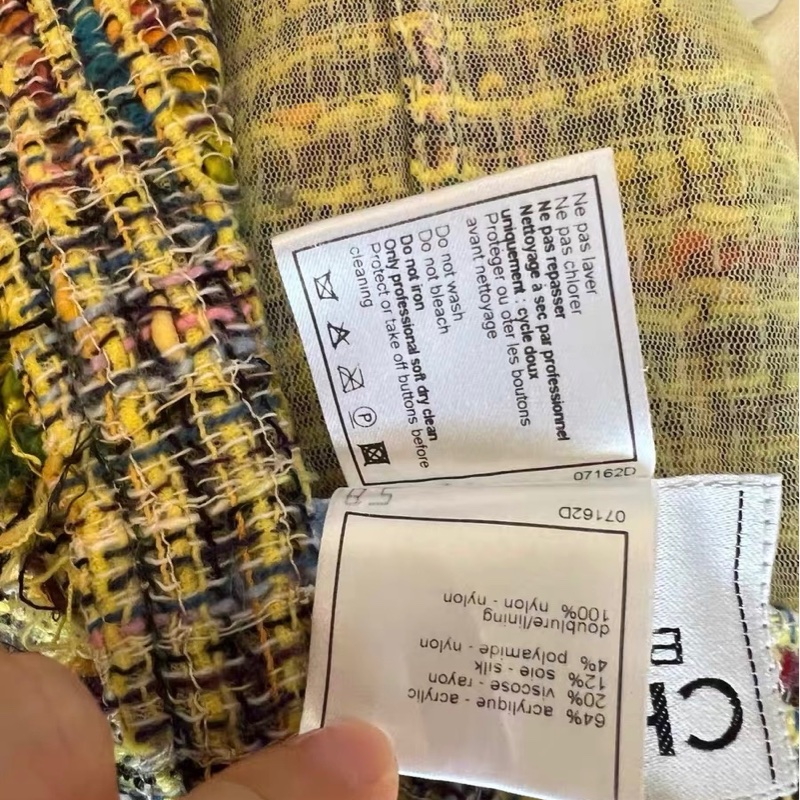 Ne pas laver
Ne pas chlorer
Ne pas repasser
Nettoyage à sec par professionnel
uniquement : cycle doux
Protéger ou oter les boutons
avant nettoyage
Do not wash
Do not bleach
Do not iron
Only professional soft dry clean
Protect or take off buttons before
cleaning
P
07162D
07162D
64% acrylique - acrylic
20% viscose - rayon
12% soie - silk
4% polyamide - nylon
doublure/lining
100% nylon - nylon
CH